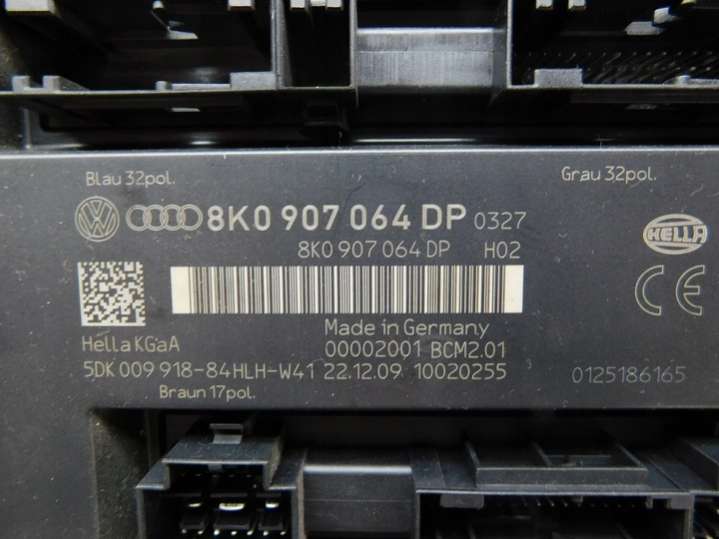 Blau 32pol.
Grau 32pol.
8K0 907 064 DP 0327
8K0 907 064 DP H02
HELLA
CE
Made in Germany
Hella KGaA
00002001 BCM2.01
5DK 009 918-84HLH-W41 22.12.09 10020255
0125186165
Braun 17pol.